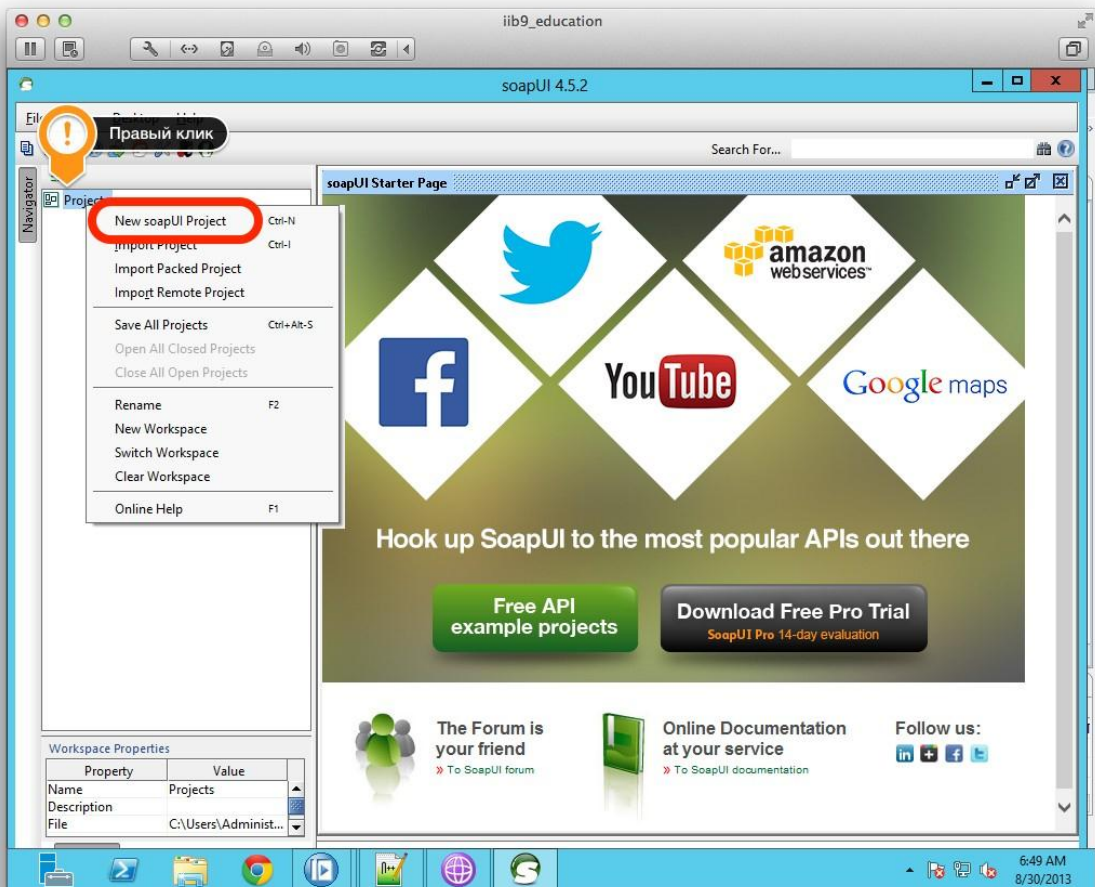 iib9_education
soapUI 4.5.2
Help
Правый клик
Search For...
Navigator
soapUI Starter Page
New soapUI Project Ctrl-N
Import Project Ctrl-I
Import Packed Project
Import Remote Project
Save All Projects Ctrl+Alt-S
Open All Closed Projects
Close All Open Projects
Rename F2
New Workspace
Switch Workspace
Clear Workspace
Online Help F1
amazon
webservices™
f
YouTube
Google maps
Hook up SoapUI to the most popular APIs out there
Free API
example projects
Download Free Pro Trial
SoapUI Pro 14-day evaluation
The Forum is
your friend
» To SoapUI forum
Online Documentation
at your service
» To SoapUI documentation
Follow us:
Workspace Properties
Property Value
Name Projects
Description
File C:\Users\Administ...
6:49 AM
8/30/2013